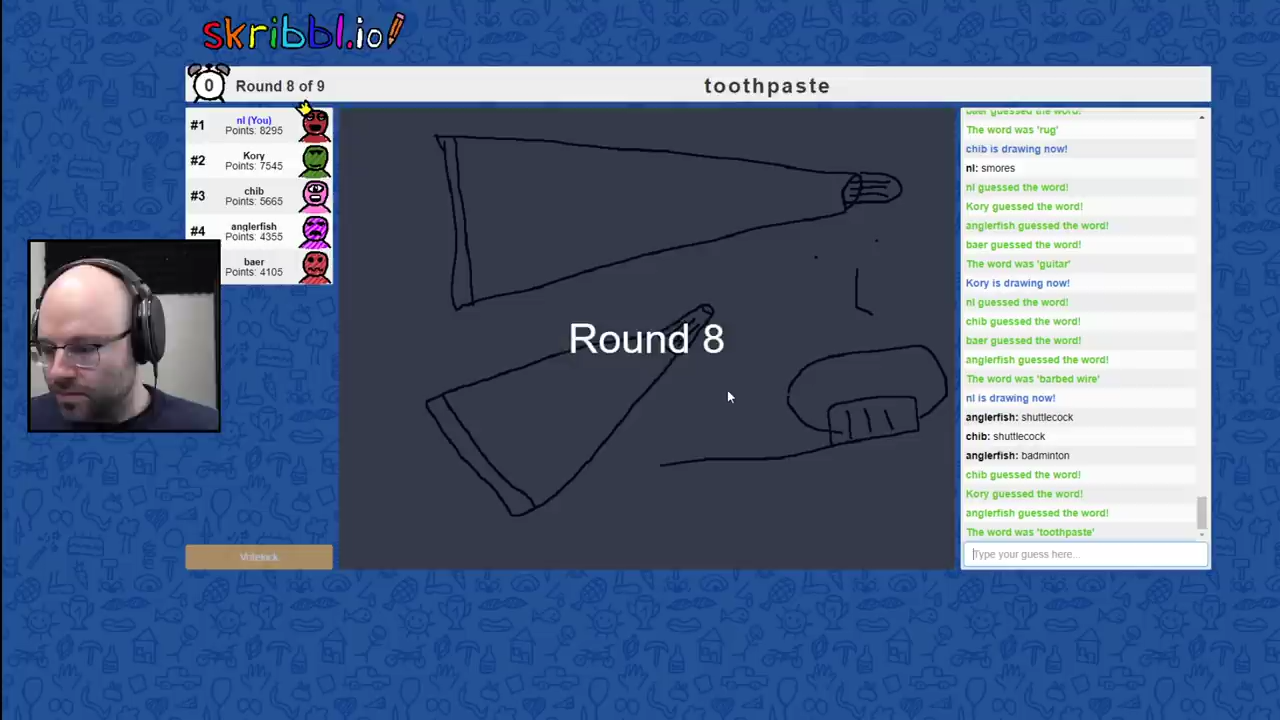 skribbl.io
0
Round 8 of 9
toothpaste
#1
nl (You)
Points: 8295
#2
Kory
Points: 7545
#3
chib
Points: 5665
#4
anglerfish
Points: 4355
baer
Points: 4105
Votekick
Round 8
baer guessed the word!
The word was 'rug'
chib is drawing now!
nl: smores
nl guessed the word!
Kory guessed the word!
anglerfish guessed the word!
baer guessed the word!
The word was 'guitar'
Kory is drawing now!
nl guessed the word!
chib guessed the word!
baer guessed the word!
anglerfish guessed the word!
The word was 'barbed wire'
nl is drawing now!
anglerfish: shuttlecock
chib: shuttlecock
anglerfish: badminton
chib guessed the word!
Kory guessed the word!
anglerfish guessed the word!
The word was 'toothpaste'
Type your guess here...